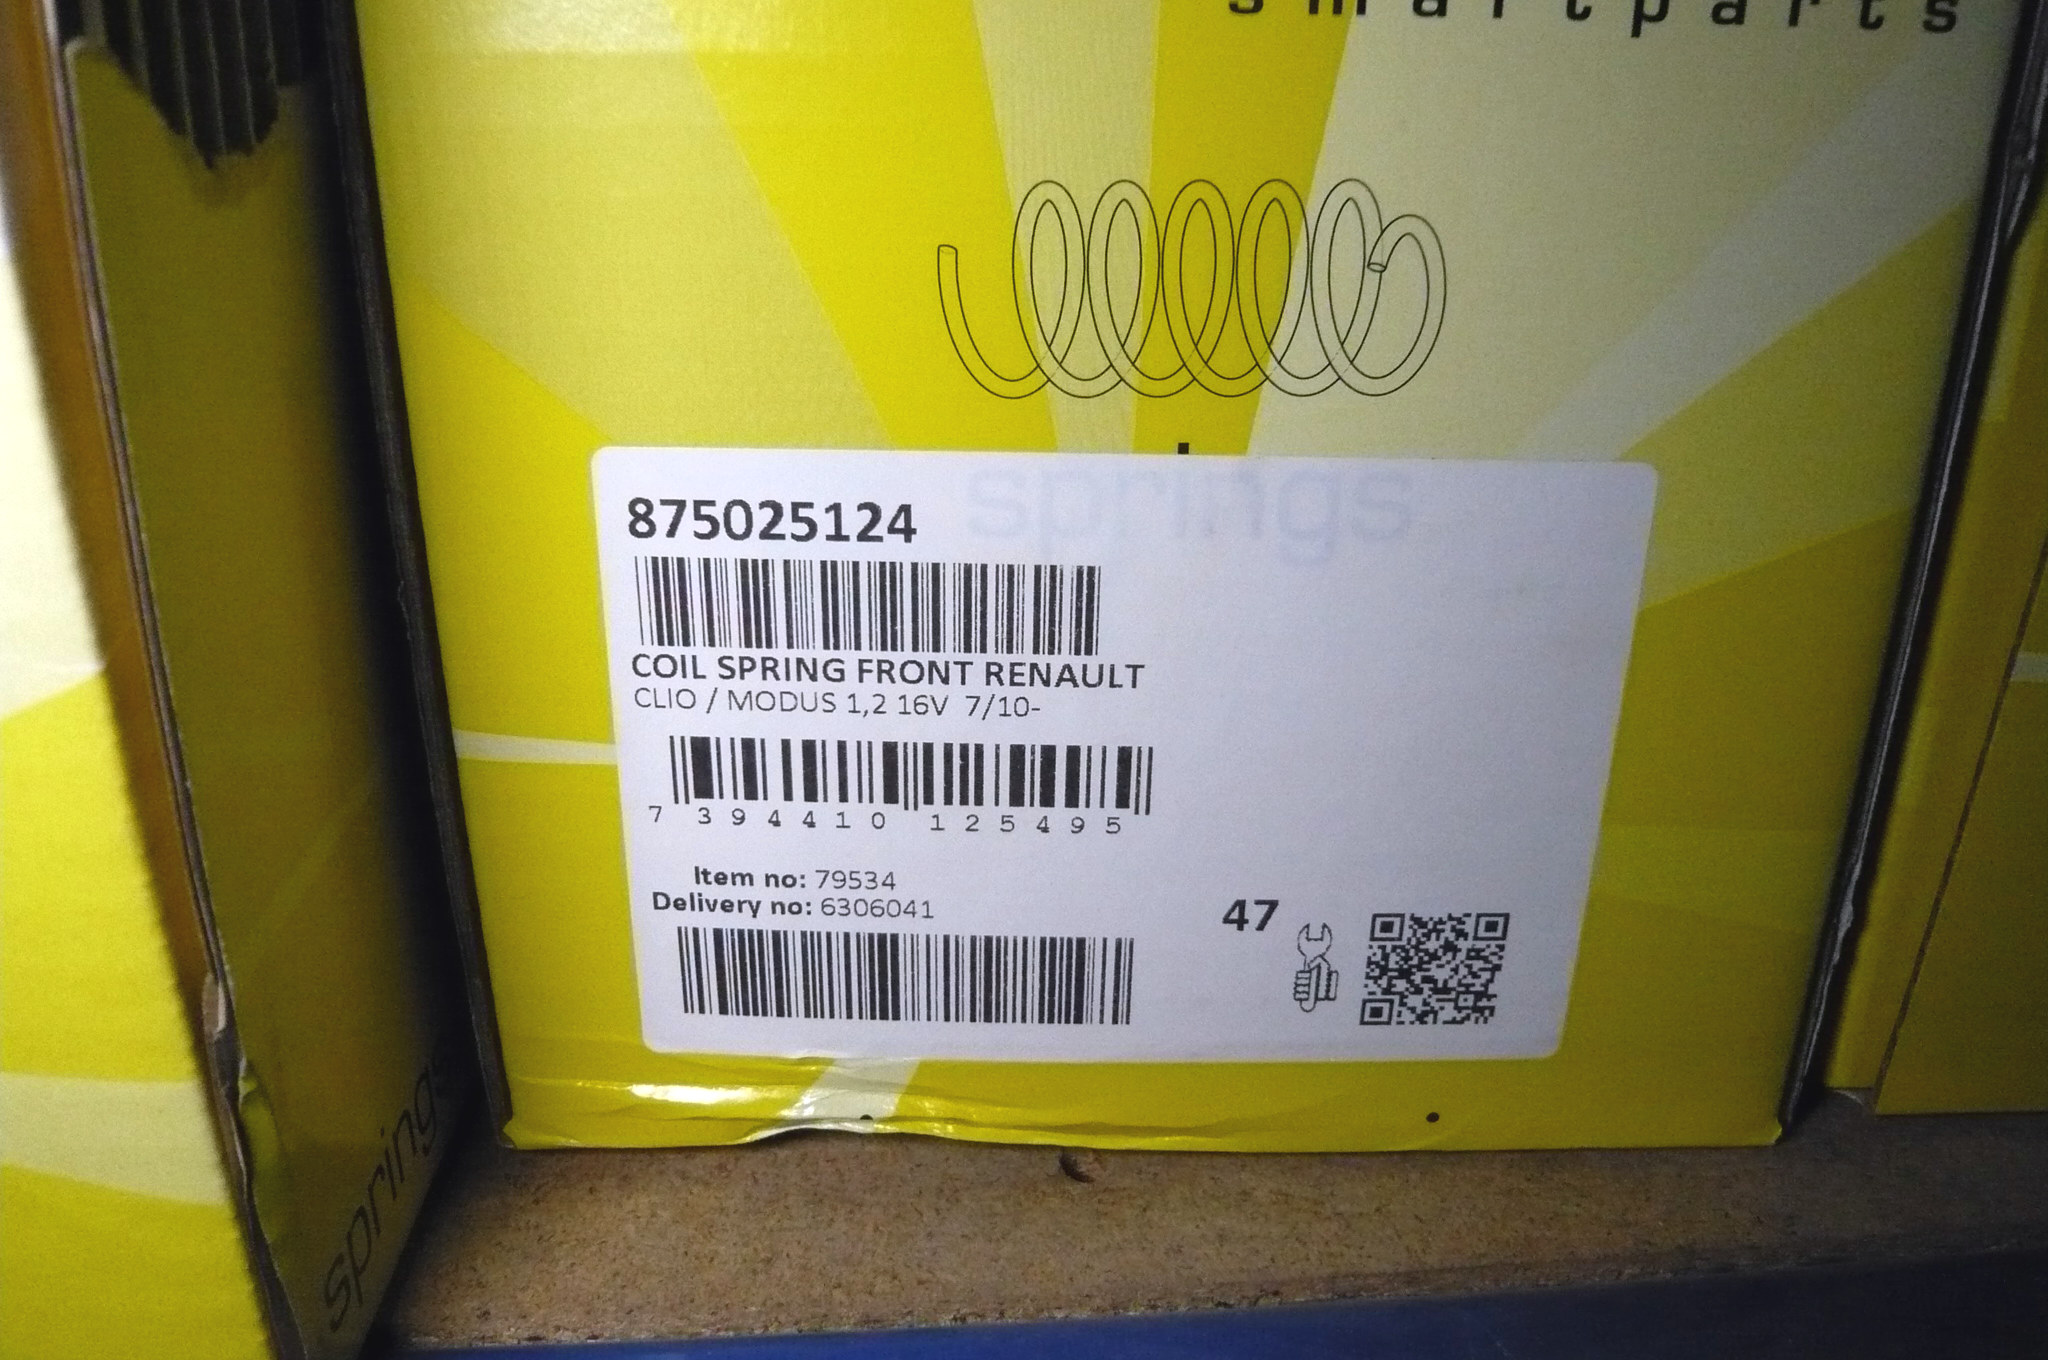 smartparts
springs
875025124
COIL SPRING FRONT RENAULT
CLIO / MODUS 1,2 16V 7/10-
7 394410 125495
Item no: 79534
Delivery no: 6306041
47
springs